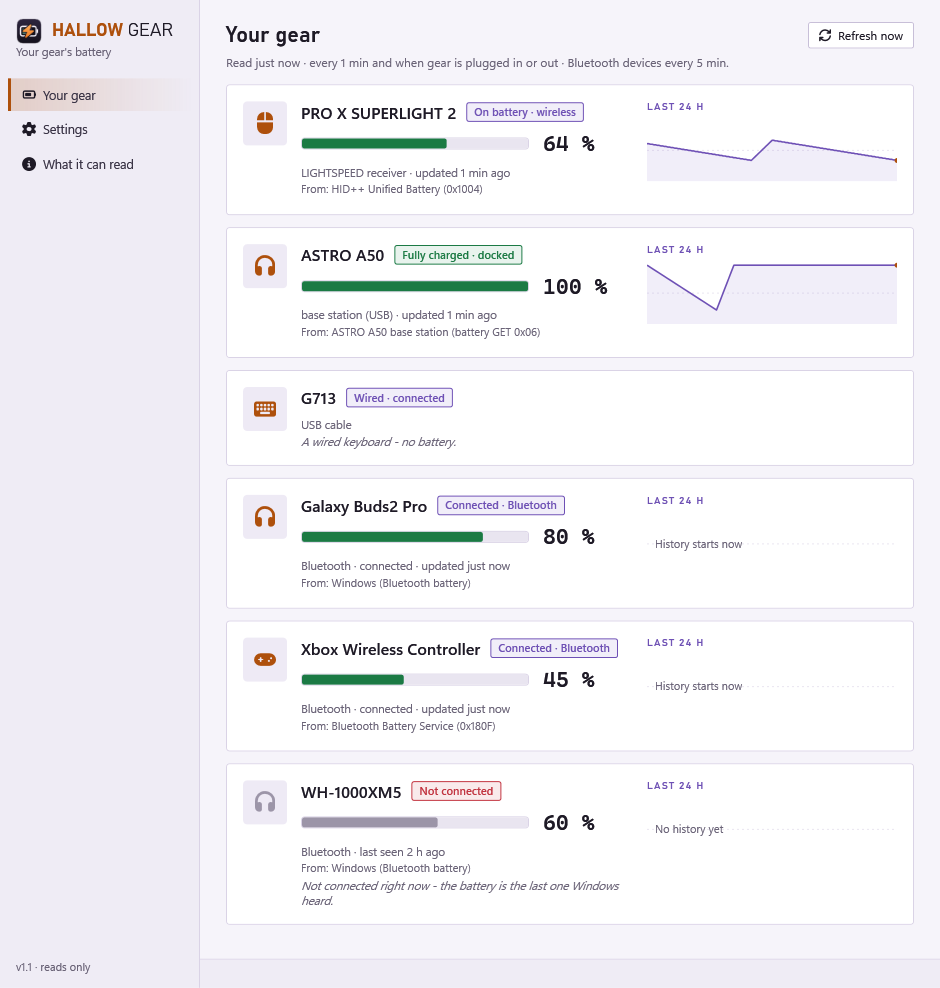 HALLOW GEAR
Your gear's battery
Your gear
Settings
What it can read
v1.1 · reads only
Your gear
Refresh now
Read just now · every 1 min and when gear is plugged in or out · Bluetooth devices every 5 min.
PRO X SUPERLIGHT 2
On battery · wireless
64 %
LIGHTSPEED receiver · updated 1 min ago
From: HID++ Unified Battery (0x1004)
LAST 24 H
ASTRO A50
Fully charged · docked
100 %
base station (USB) · updated 1 min ago
From: ASTRO A50 base station (battery GET 0x06)
LAST 24 H
G713
Wired · connected
USB cable
A wired keyboard - no battery.
Galaxy Buds2 Pro
Connected · Bluetooth
80 %
Bluetooth · connected · updated just now
From: Windows (Bluetooth battery)
LAST 24 H
History starts now
Xbox Wireless Controller
Connected · Bluetooth
45 %
Bluetooth · connected · updated just now
From: Bluetooth Battery Service (0x180F)
LAST 24 H
History starts now
WH-1000XM5
Not connected
60 %
Bluetooth · last seen 2 h ago
From: Windows (Bluetooth battery)
Not connected right now - the battery is the last one Windows
heard.
LAST 24 H
No history yet